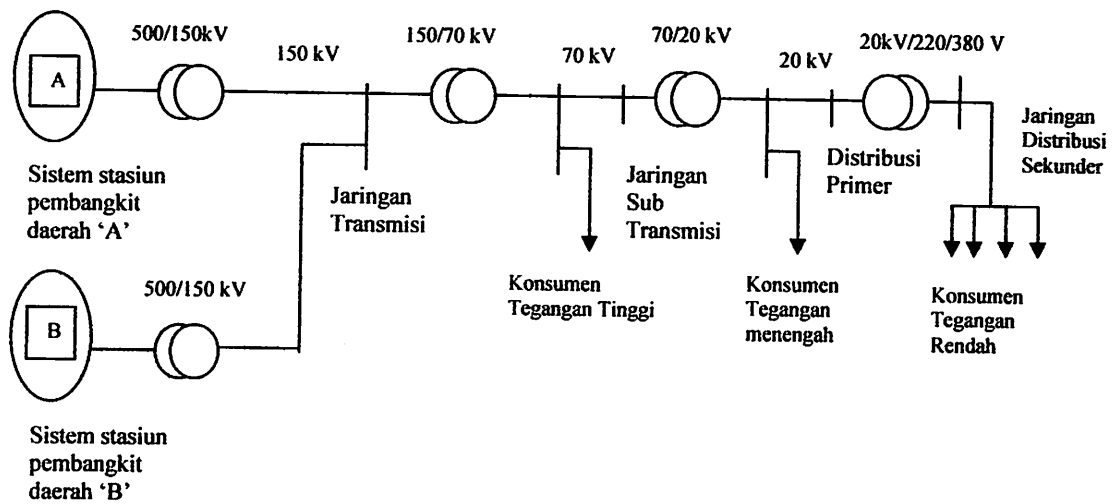 500/150kV
150 kV
150/70 kV
70 kV
70/20 kV
20 kV
20kV/220/380 V
A
Sistem stasiun
pembangkit
daerah ‘A’
Jaringan
Transmisi
Jaringan
Sub
Transmisi
Distribusi
Primer
Jaringan
Distribusi
Sekunder
Konsumen
Tegangan Tinggi
Konsumen
Tegangan
menengah
Konsumen
Tegangan
Rendah
500/150 kV
B
Sistem stasiun
pembangkit
daerah ‘B’